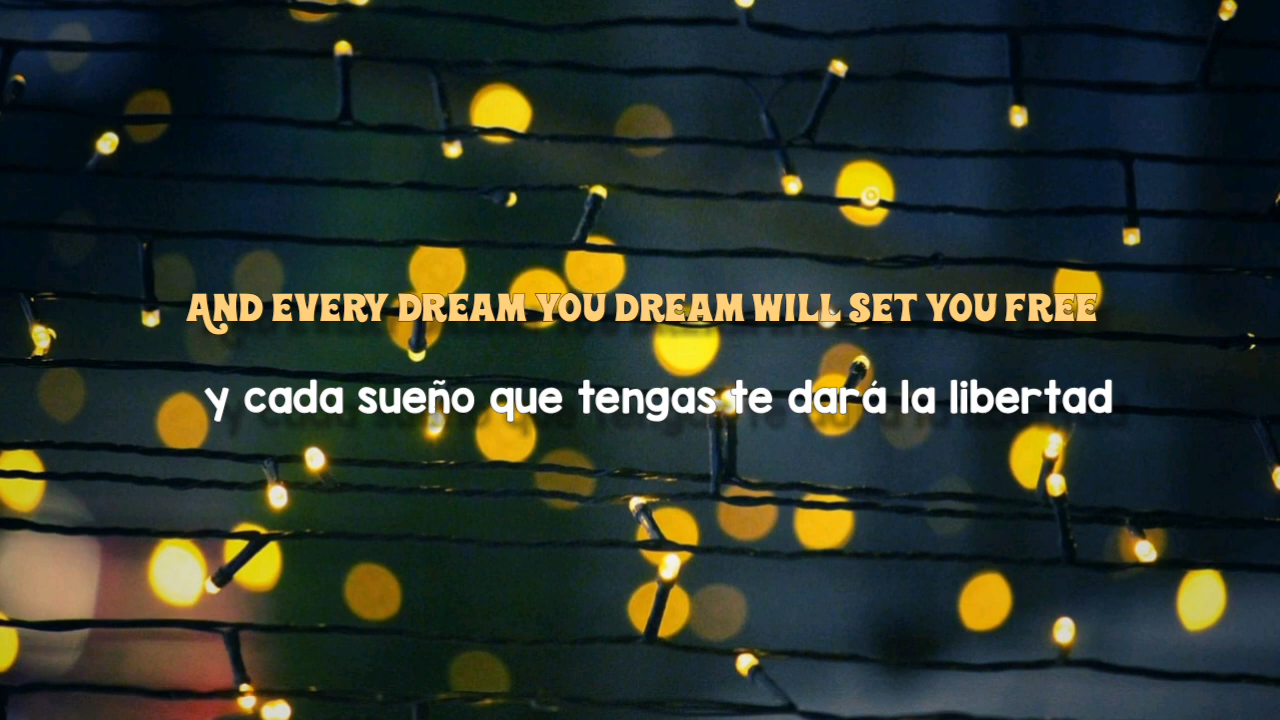 AND EVERY DREAM YOU DREAM WILL SET YOU FREE
y cada sueño que tengas te dará la libertad